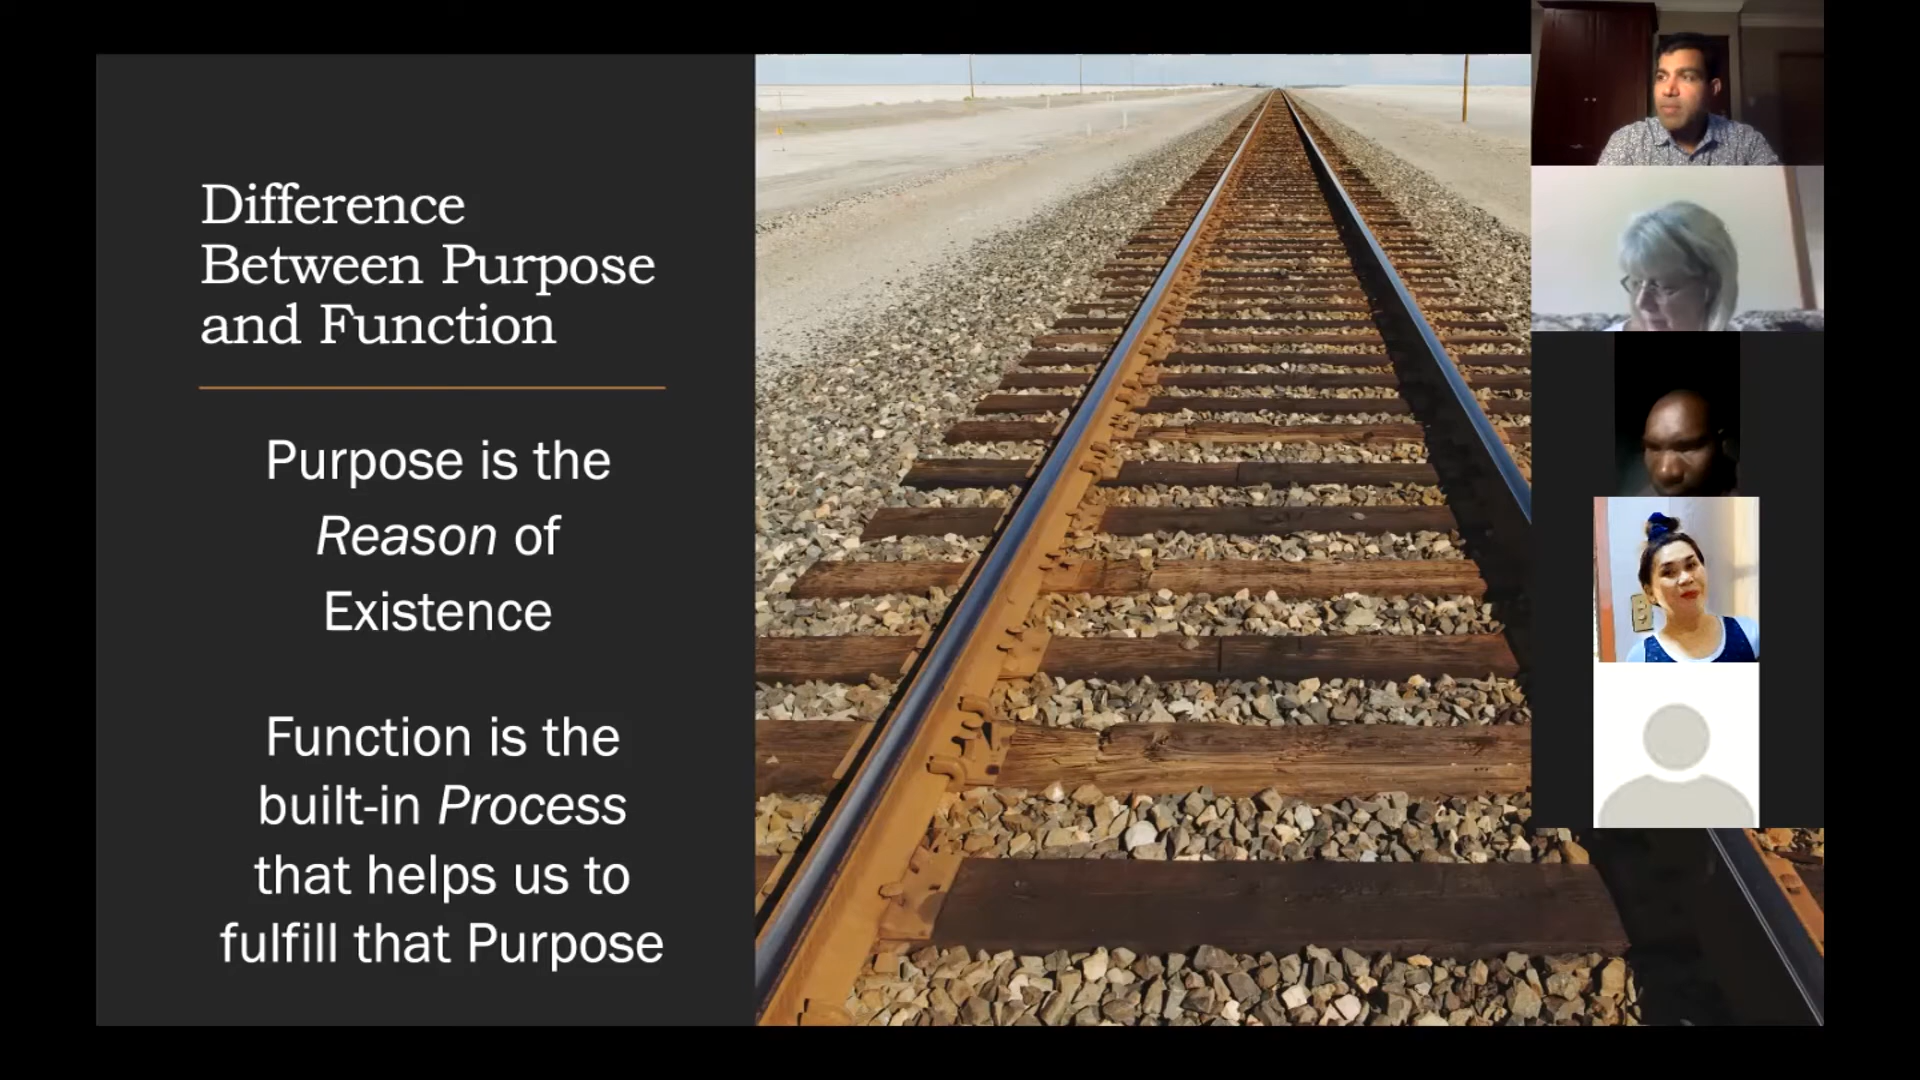 Difference
Between Purpose
and Function
Purpose is the
Reason of
Existence
Function is the
built-in Process
that helps us to
fulfill that Purpose